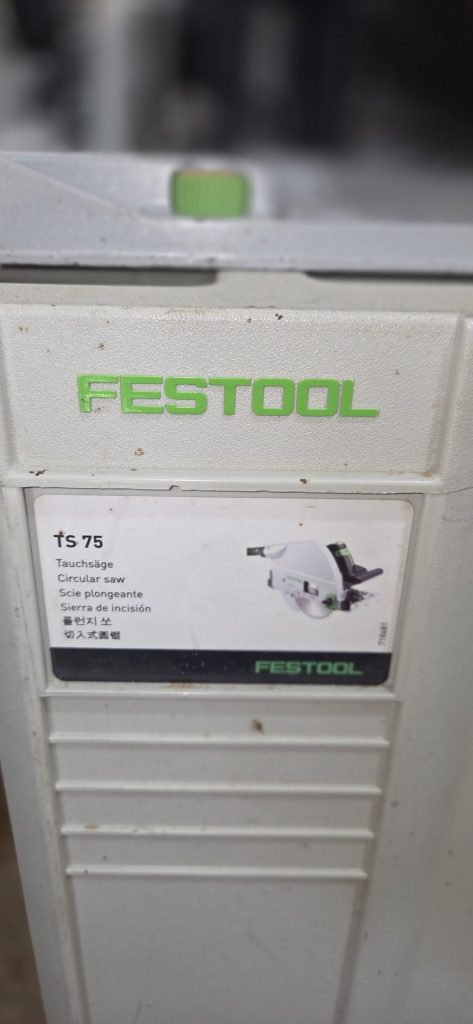 FESTOOL
TS 75
Tauchsäge
Circular saw
Scie plongeante
Sierra de incisión
플런지 쏘
切入式圓鋸
718681
FESTOOL